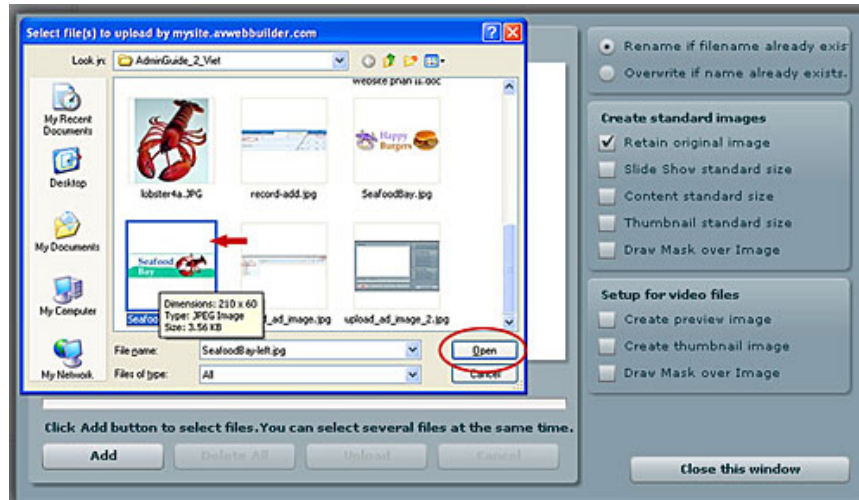 Select file(s) to upload by mysite.avwebbuilder.com
Look in: AdminGuide_2_Viet
website phan II.doc
My Recent
Documents
Desktop
My Documents
My Computer
My Network
Happy
Burgers
lobster4a.JPG record-add.jpg SeafoodBay.jpg
Seafood
Bay
Dimensions: 210 x 60
Type: JPEG Image
Size: 3.56 KB
Seafoo d_ad_image.jpg upload_ad_image_2.jpg
File name: SeafoodBay-left.jpg Open
Files of type: All Cancel
Click Add button to select files.You can select several files at the same time.
Add Delete All Upload Cancel
Rename if filename already exis
Overwrite if name already exists.
Create standard images
Retain original image
Slide Show standard size
Content standard size
Thumbnail standard size
Draw Mask over Image
Setup for video files
Create preview image
Create thumbnail image
Draw Mask over Image
Close this window